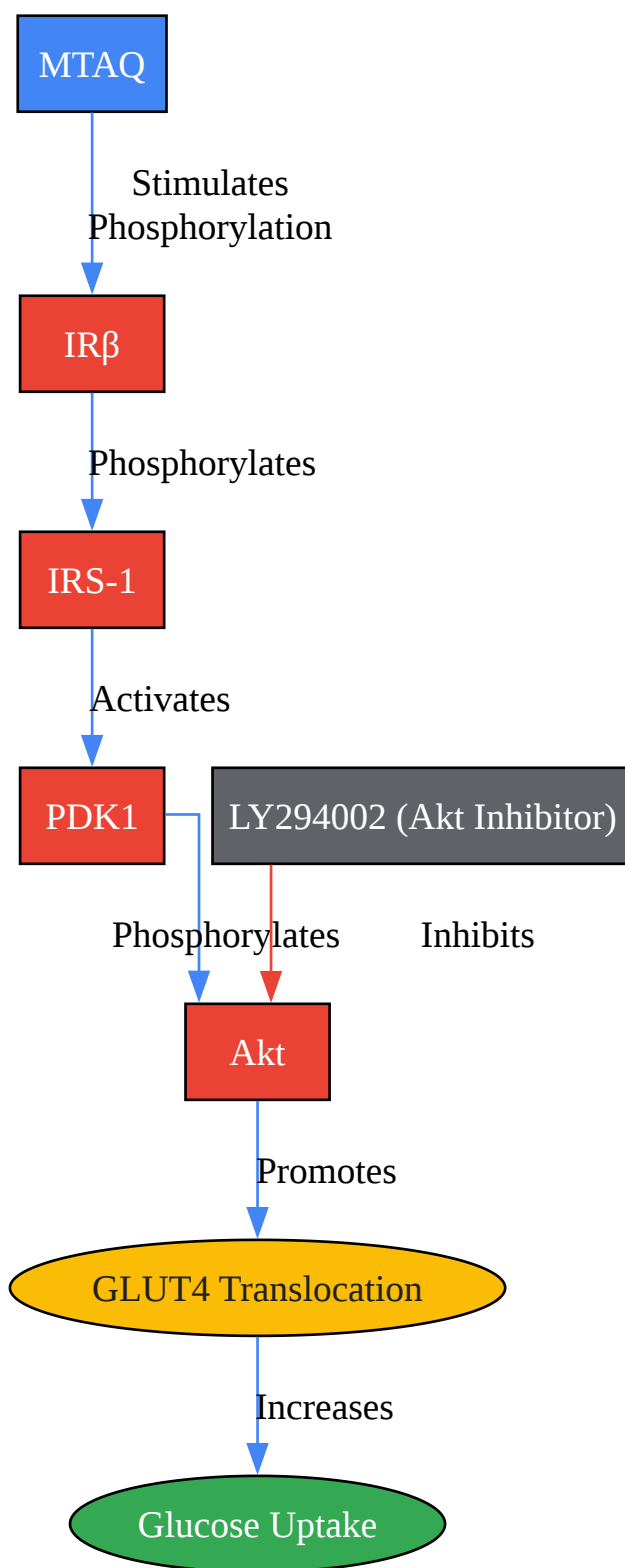 MTAQ
Stimulates
Phosphorylation
IRβ
Phosphorylates
IRS-1
Activates
PDK1
LY294002 (Akt Inhibitor)
Phosphorylates
Inhibits
Akt
Promotes
GLUT4 Translocation
Increases
Glucose Uptake